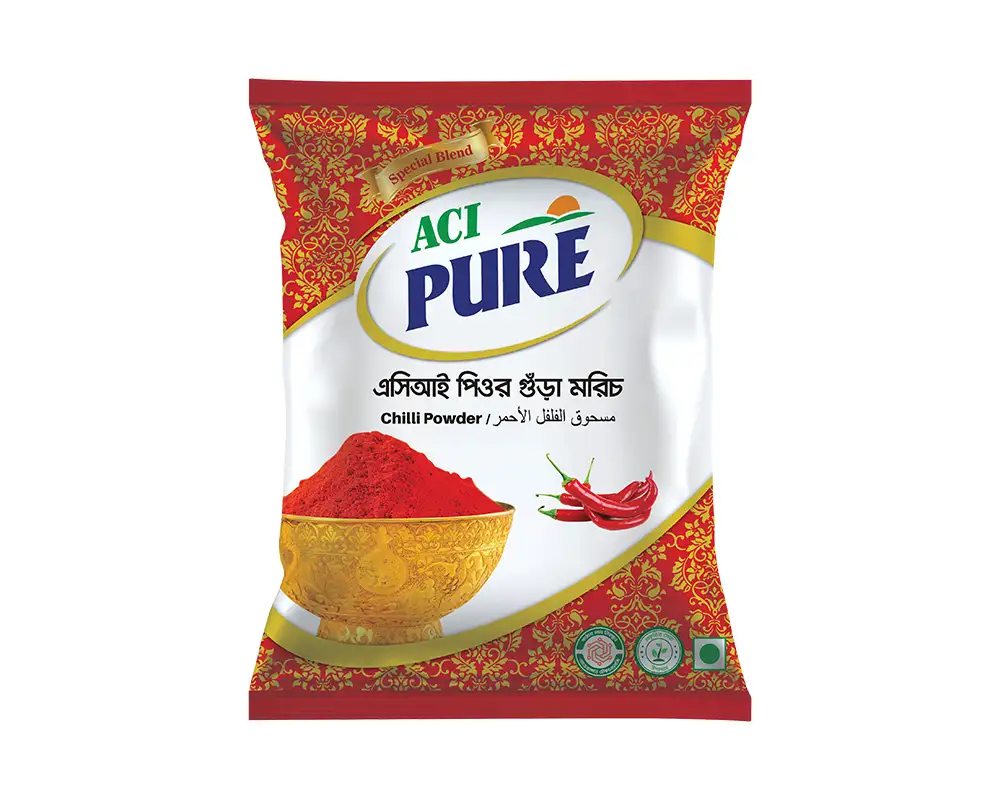 Special Blend
ACI
PURE
এসিআই পিওর গুঁড়া মরিচ
Chilli Powder / مسحوق الفلفل الأحمر